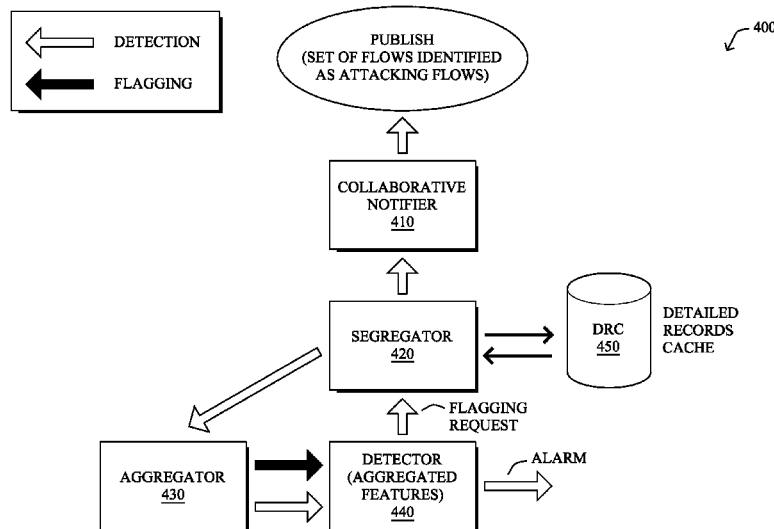 DETECTION
FLAGGING
400
PUBLISH
(SET OF FLOWS IDENTIFIED
AS ATTACKING FLOWS)
COLLABORATIVE
NOTIFIER
410
SEGREGATOR
420
DRC
450
DETAILED
RECORDS
CACHE
FLAGGING
REQUEST
AGGREGATOR
430
DETECTOR
(AGGREGATED
FEATURES)
440
ALARM